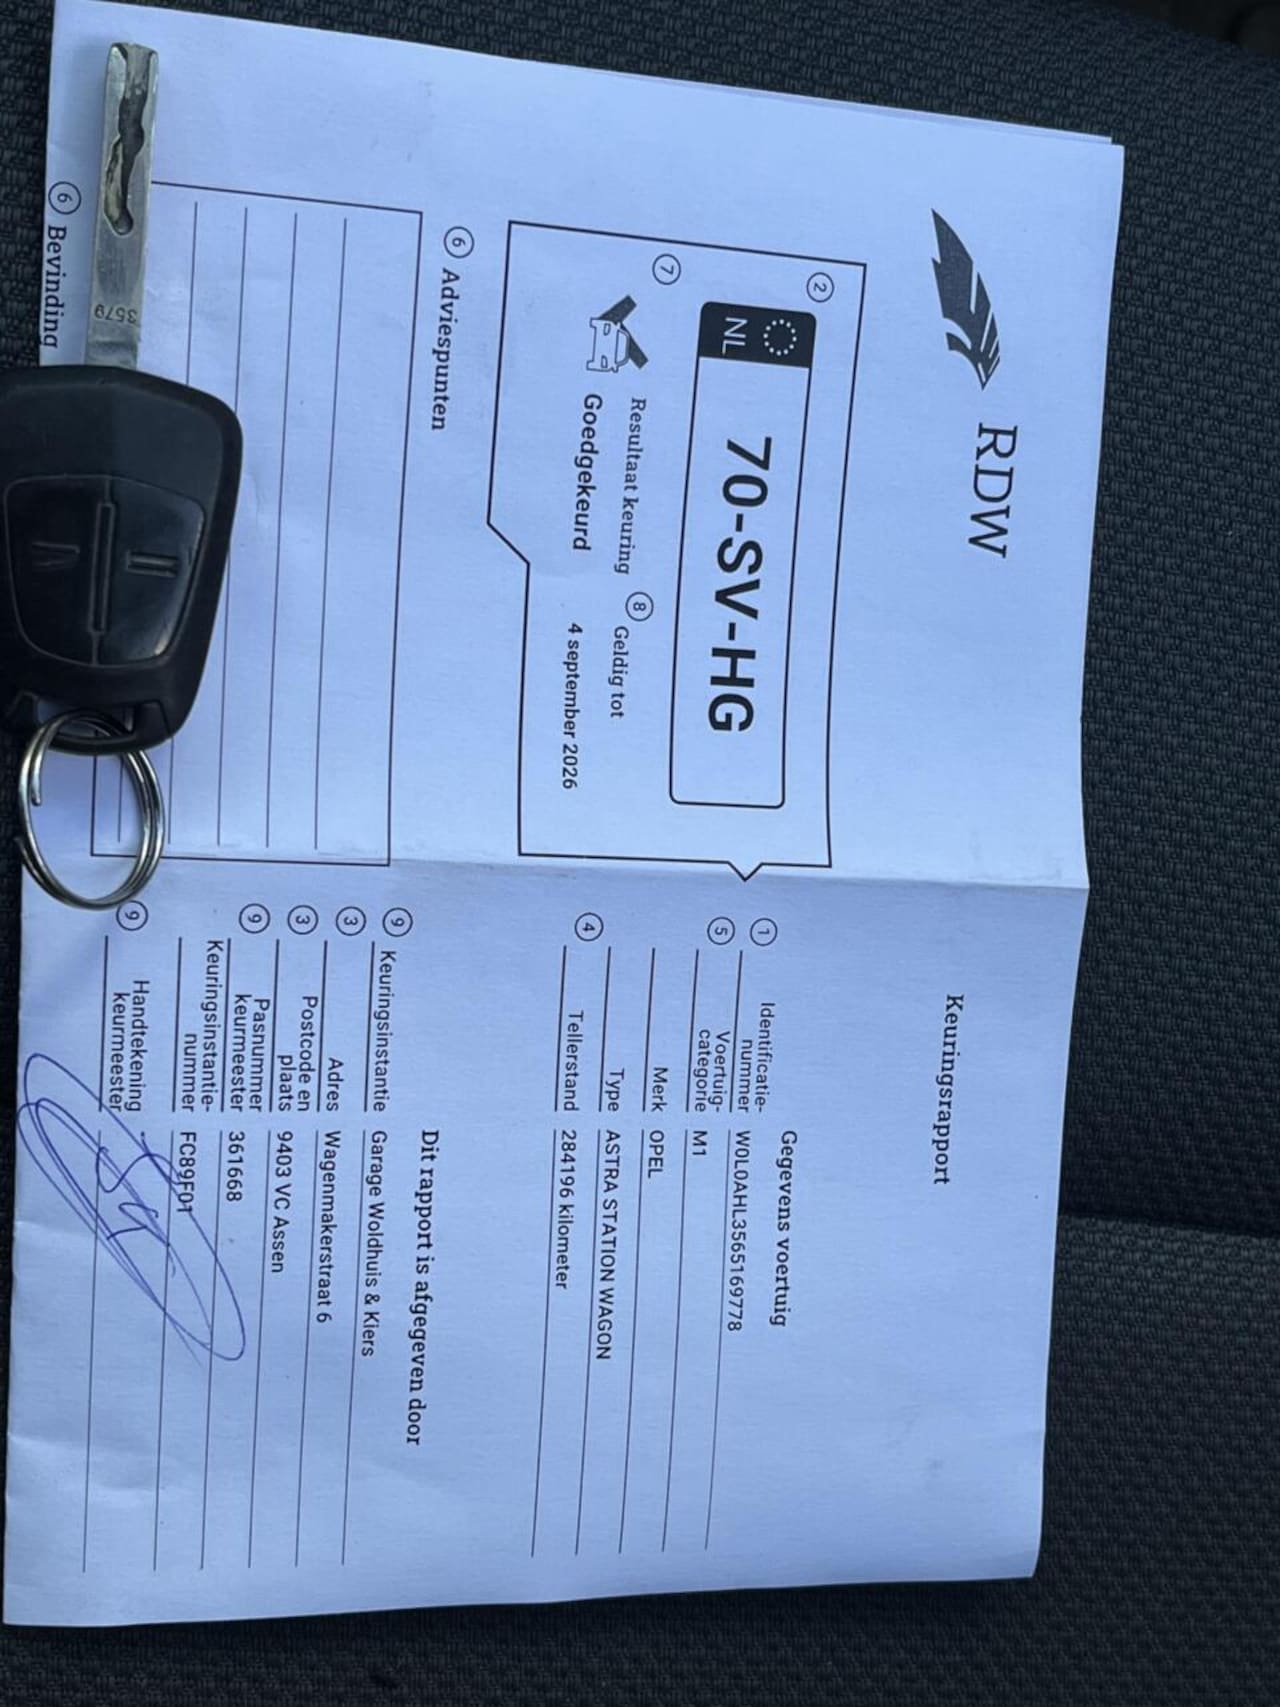 RDW
Keuringsrapport
2
NL
70-SV-HG
7
Resultaat keuring
Goedgekeurd
8
Geldig tot
4 september 2026
6 Adviespunten
6 Bevinding
Gegevens voertuig
1 Identificatie-
nummer W0L0AHL3565169778
5 Voertuig-
categorie M1
Merk OPEL
Type ASTRA STATION WAGON
4 Tellerstand 284196 kilometer
Dit rapport is afgegeven door
9 Keuringsinstantie Garage Woldhuis & Kiers
3 Adres Wagenmakerstraat 6
3 Postcode en
plaats 9403 VC Assen
9 Pasnummer
keurmeester 361668
Keuringsinstantie-
nummer FC89F01
9 Handtekening
keurmeester
3579